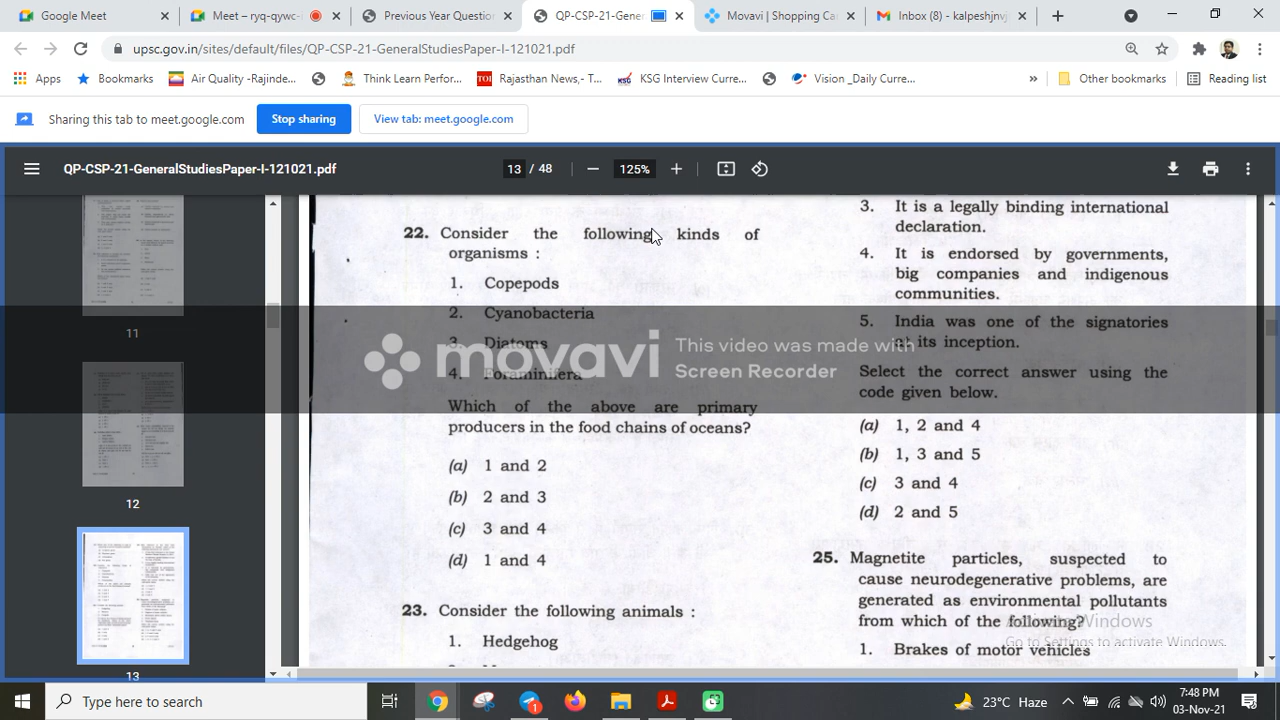 Google Meet
Meet – ryq-qywc-
Previous Year Question
QP-CSP-21-Gener
Movavi | Shopping Ca
Inbox (8) - kalpeshjnvj
upsc.gov.in/sites/default/files/QP-CSP-21-GeneralStudiesPaper-I-121021.pdf
Apps
Bookmarks
Air Quality -Rajinde...
Think Learn Perfor...
TOI
Rajasthan News,- T...
KSG
KSG Interview Curre...
Vision _Daily Curre...
»
Other bookmarks
Reading list
Sharing this tab to meet.google.com
Stop sharing
View tab: meet.google.com
QP-CSP-21-GeneralStudiesPaper-I-121021.pdf
13 / 48
125%
11
12
13
22. Consider the following kinds of
organisms :
1. Copepods
2. Cyanobacteria
3. Diatoms
4. Foraminifera
Which of the above are primary
producers in the food chains of oceans?
(a) 1 and 2
(b) 2 and 3
(c) 3 and 4
(d) 1 and 4
23. Consider the following animals :
1. Hedgehog
3. It is a legally binding international
declaration.
4. It is endorsed by governments,
big companies and indigenous
communities.
5. India was one of the signatories
at its inception.
Select the correct answer using the
code given below.
(a) 1, 2 and 4
(b) 1, 3 and 5
(c) 3 and 4
(d) 2 and 5
25. Magnetite particles, suspected to
cause neurodegenerative problems, are
generated as environmental pollutants
from which of the following?
1. Brakes of motor vehicles
movavi
This video was made with
Screen Recorder
Activate Windows
Go to Settings to activate Windows.
Type here to search
1
23°C Haze
7:48 PM
03-Nov-21